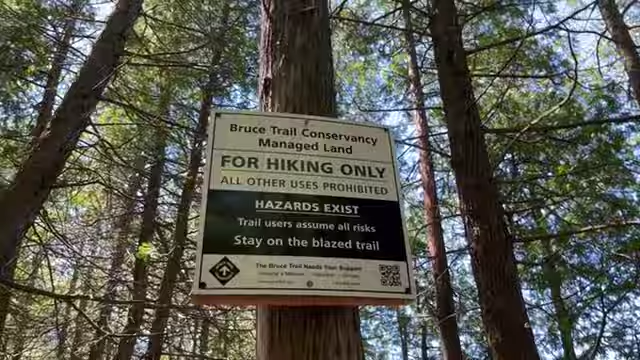 Bruce Trail Conservancy
Managed Land
FOR HIKING ONLY
ALL OTHER USES PROHIBITED
HAZARDS EXIST
Trail users assume all risks
Stay on the blazed trail
The Bruce Trail Needs Your Support